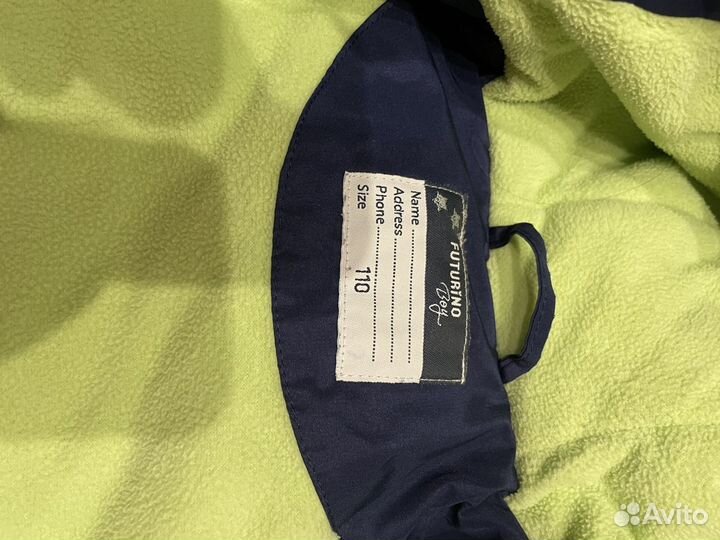 FUTURINO
Boy
Name
Address
Phone
Size 110
Avito